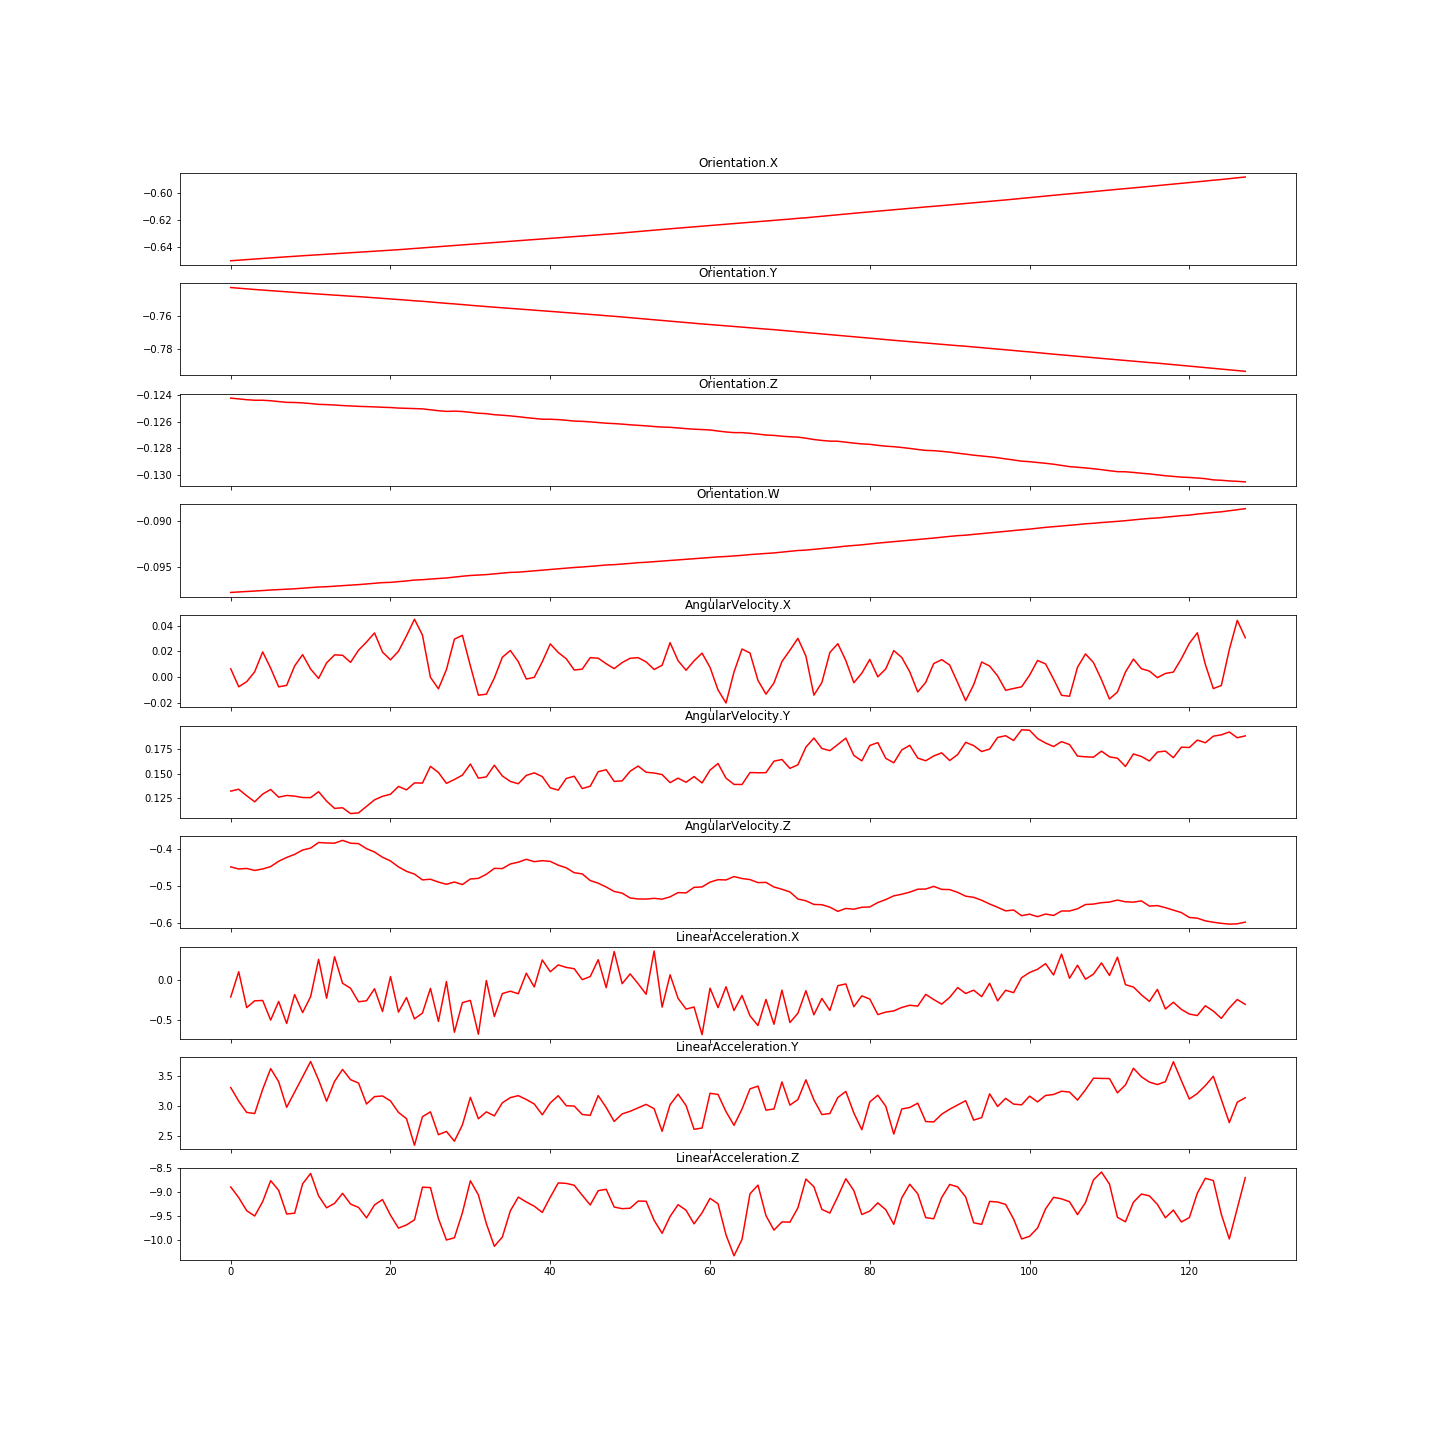 Orientation.X
−0.60
−0.62
−0.64
Orientation.Y
−0.76
−0.78
Orientation.Z
−0.124
−0.126
−0.128
−0.130
Orientation.W
−0.090
−0.095
AngularVelocity.X
0.04
0.02
0.00
−0.02
AngularVelocity.Y
0.175
0.150
0.125
AngularVelocity.Z
−0.4
−0.5
−0.6
LinearAcceleration.X
0.0
−0.5
LinearAcceleration.Y
3.5
3.0
2.5
LinearAcceleration.Z
−8.5
−9.0
−9.5
−10.0
0 20 40 60 80 100 120